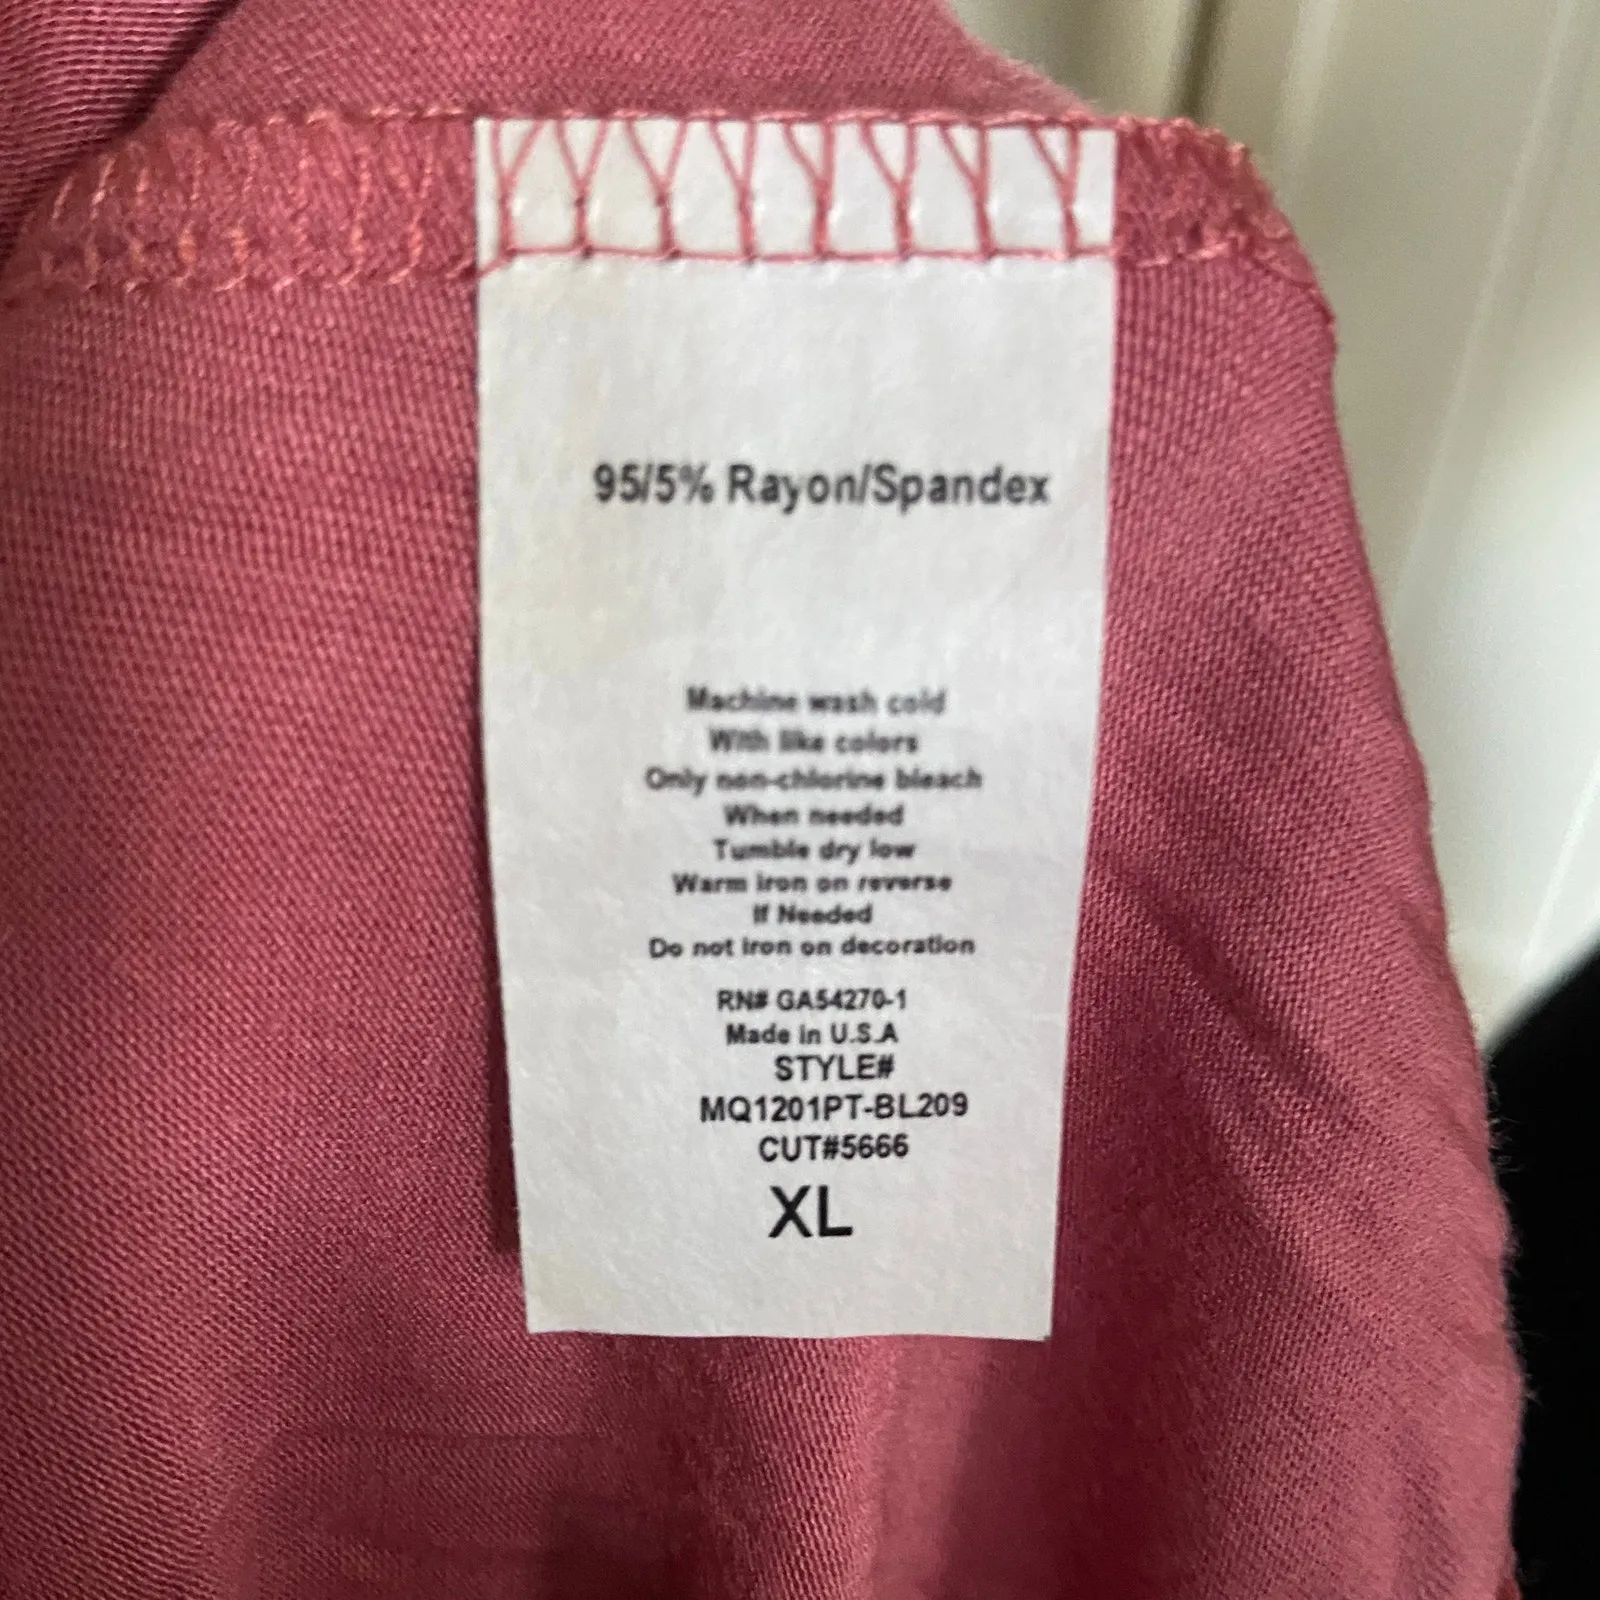 95/5% Rayon/Spandex
Machine wash cold
With like colors
Only non-chlorine bleach
When needed
Tumble dry low
Warm iron on reverse
If Needed
Do not iron on decoration
RN# GA54270-1
Made in U.S.A
STYLE#
MQ1201PT-BL209
CUT#5666
XL